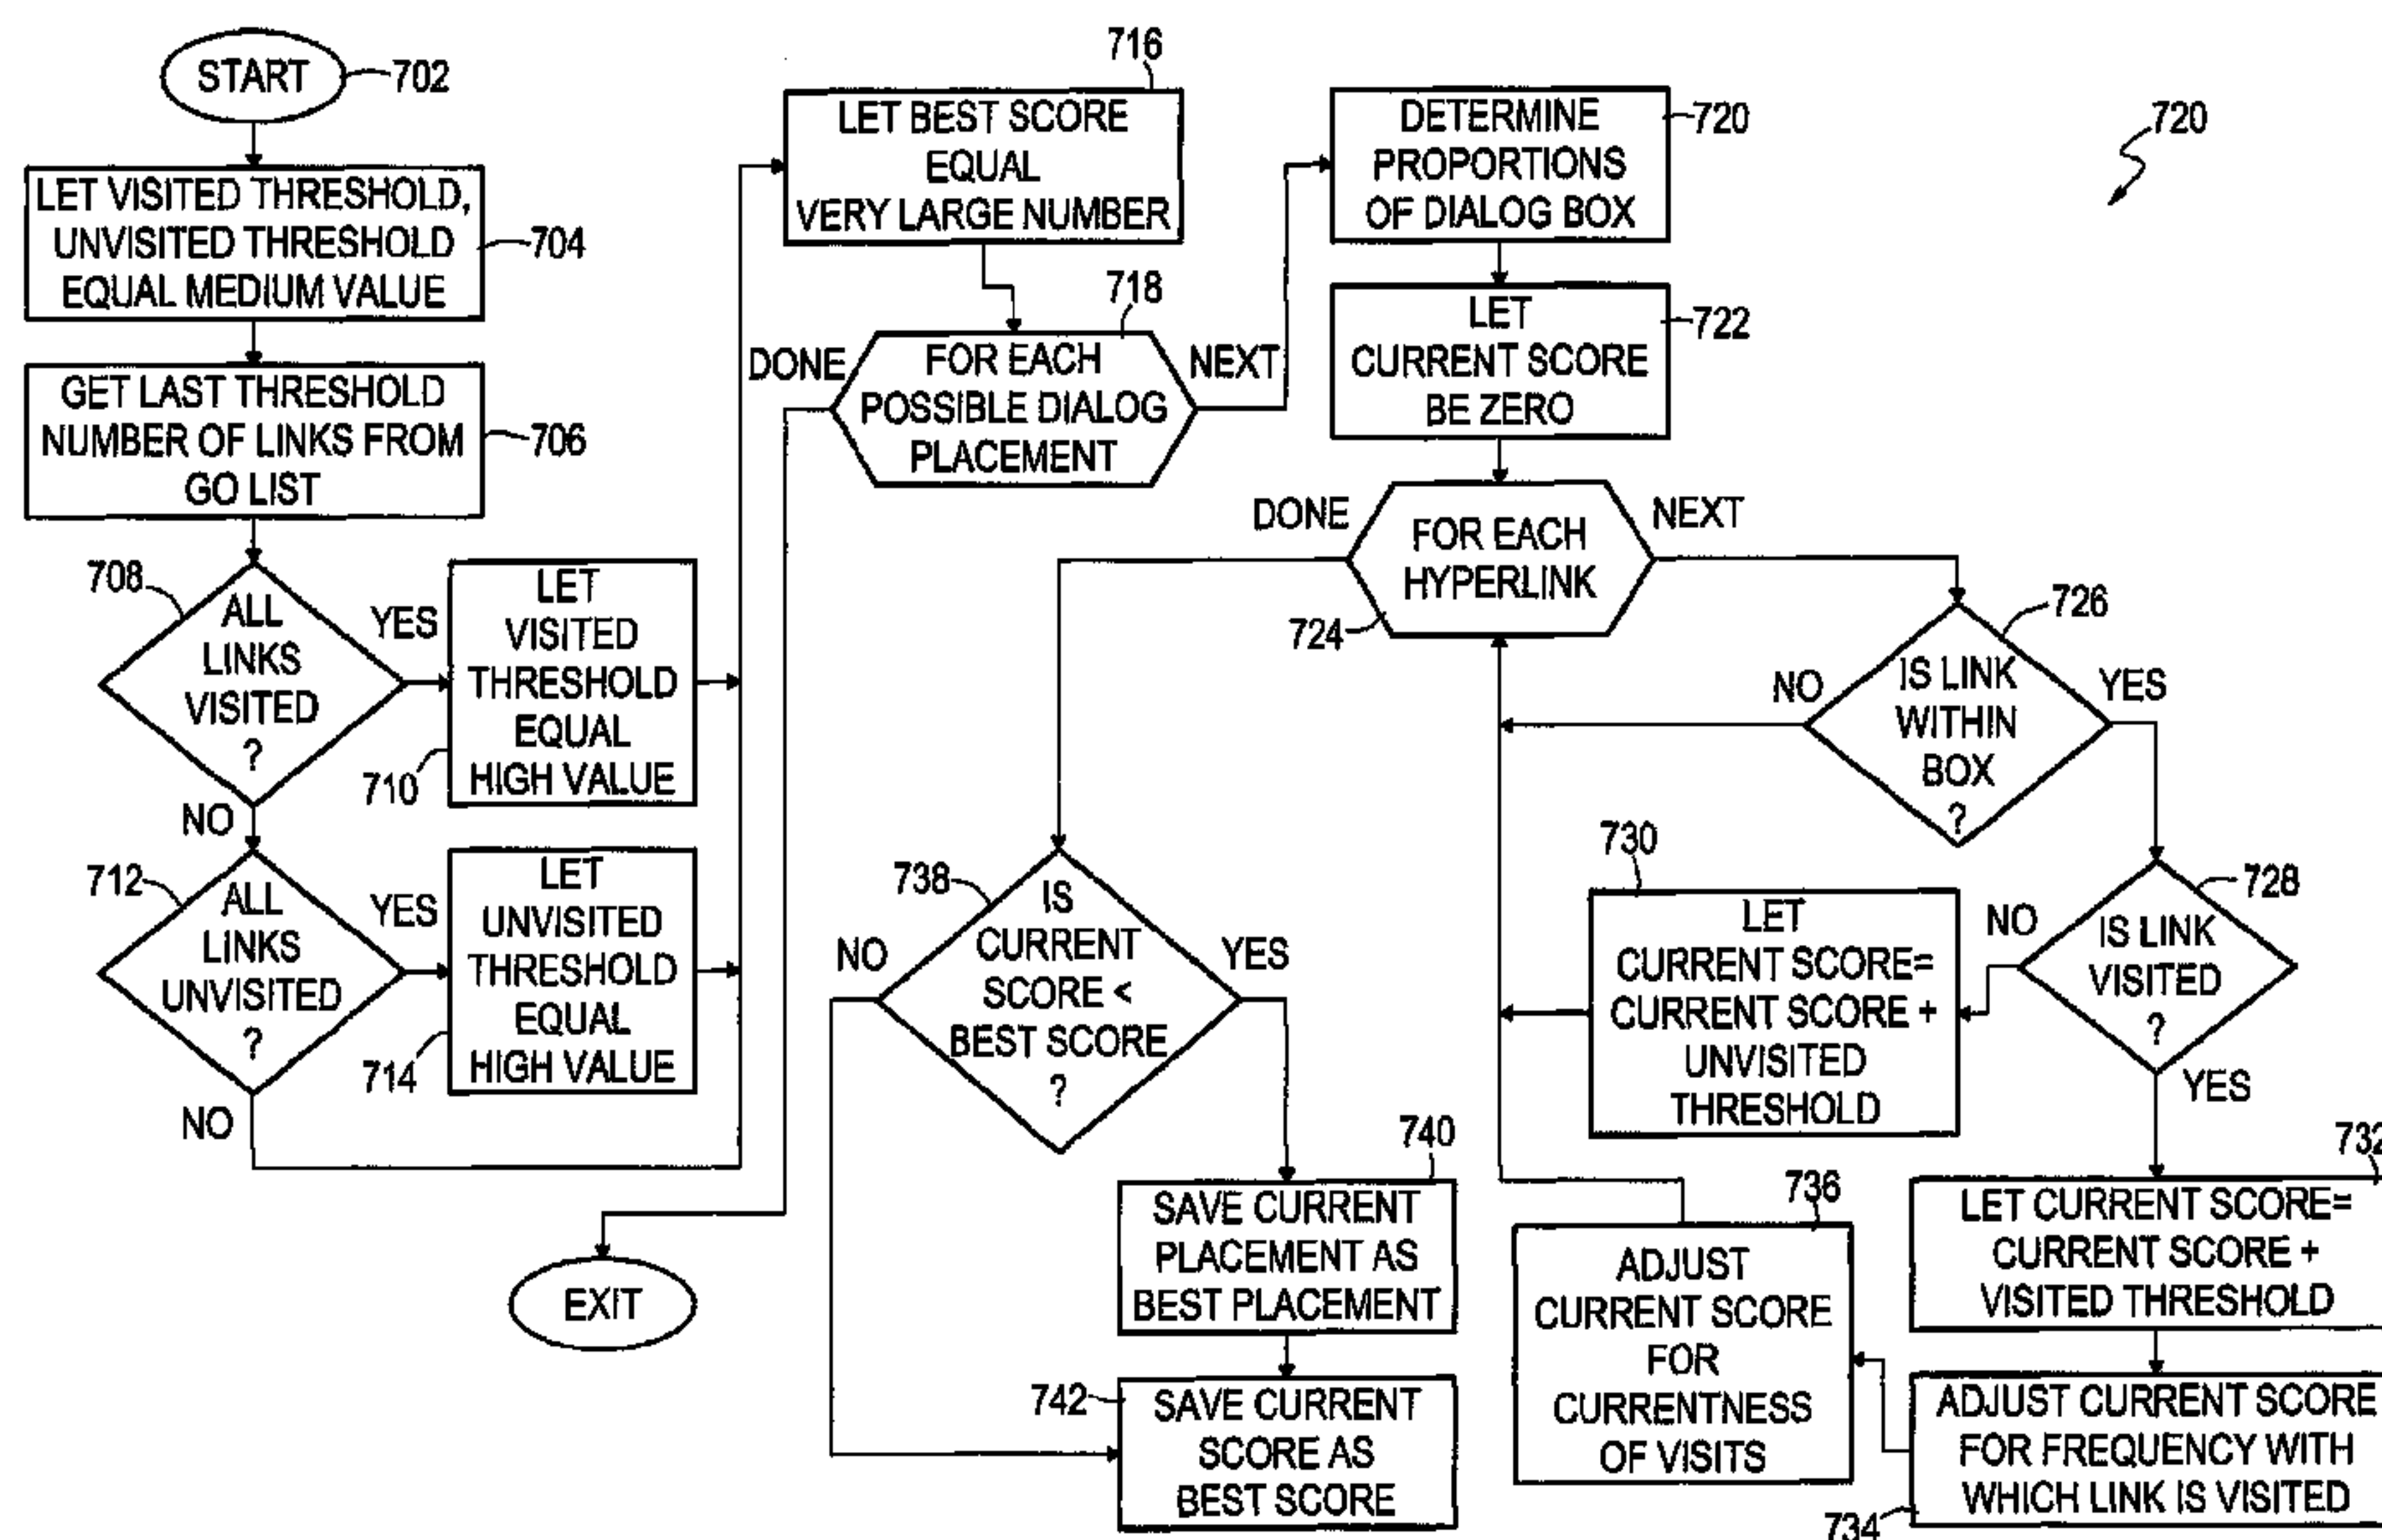 START
702
LET VISITED THRESHOLD,
UNVISITED THRESHOLD
EQUAL MEDIUM VALUE
704
GET LAST THRESHOLD
NUMBER OF LINKS FROM
GO LIST
706
708
ALL
LINKS
VISITED
?
YES
NO
LET
VISITED
THRESHOLD
EQUAL
HIGH VALUE
710
712
ALL
LINKS
UNVISITED
?
YES
NO
LET
UNVISITED
THRESHOLD
EQUAL
HIGH VALUE
714
716
LET BEST SCORE
EQUAL
VERY LARGE NUMBER
718
DONE
FOR EACH
POSSIBLE DIALOG
PLACEMENT
NEXT
EXIT
DETERMINE
PROPORTIONS
OF DIALOG BOX
720
720
LET
CURRENT SCORE
BE ZERO
722
DONE
FOR EACH
HYPERLINK
NEXT
724
726
IS LINK
WITHIN
BOX
?
NO
YES
728
IS LINK
VISITED
?
NO
YES
730
LET
CURRENT SCORE=
CURRENT SCORE +
UNVISITED
THRESHOLD
732
LET CURRENT SCORE=
CURRENT SCORE +
VISITED THRESHOLD
ADJUST CURRENT SCORE
FOR FREQUENCY WITH
WHICH LINK IS VISITED
734
736
ADJUST
CURRENT SCORE
FOR
CURRENTNESS
OF VISITS
738
IS
CURRENT
SCORE <
BEST SCORE
?
NO
YES
740
SAVE CURRENT
PLACEMENT AS
BEST PLACEMENT
742
SAVE CURRENT
SCORE AS
BEST SCORE